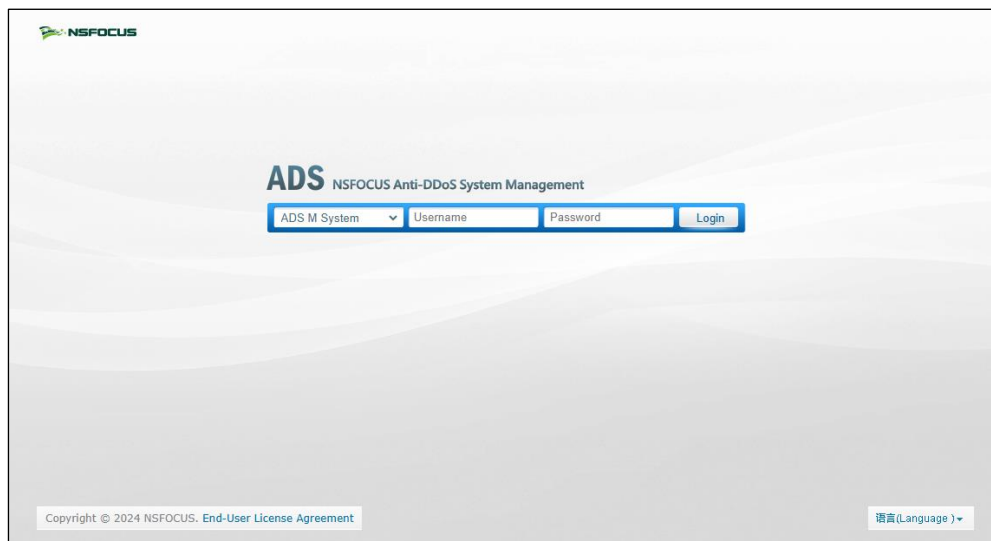 NSFOCUS
ADS NSFOCUS Anti-DDoS System Management
ADS M System Username Password Login
Copyright © 2024 NSFOCUS. End-User License Agreement
语言(Language )